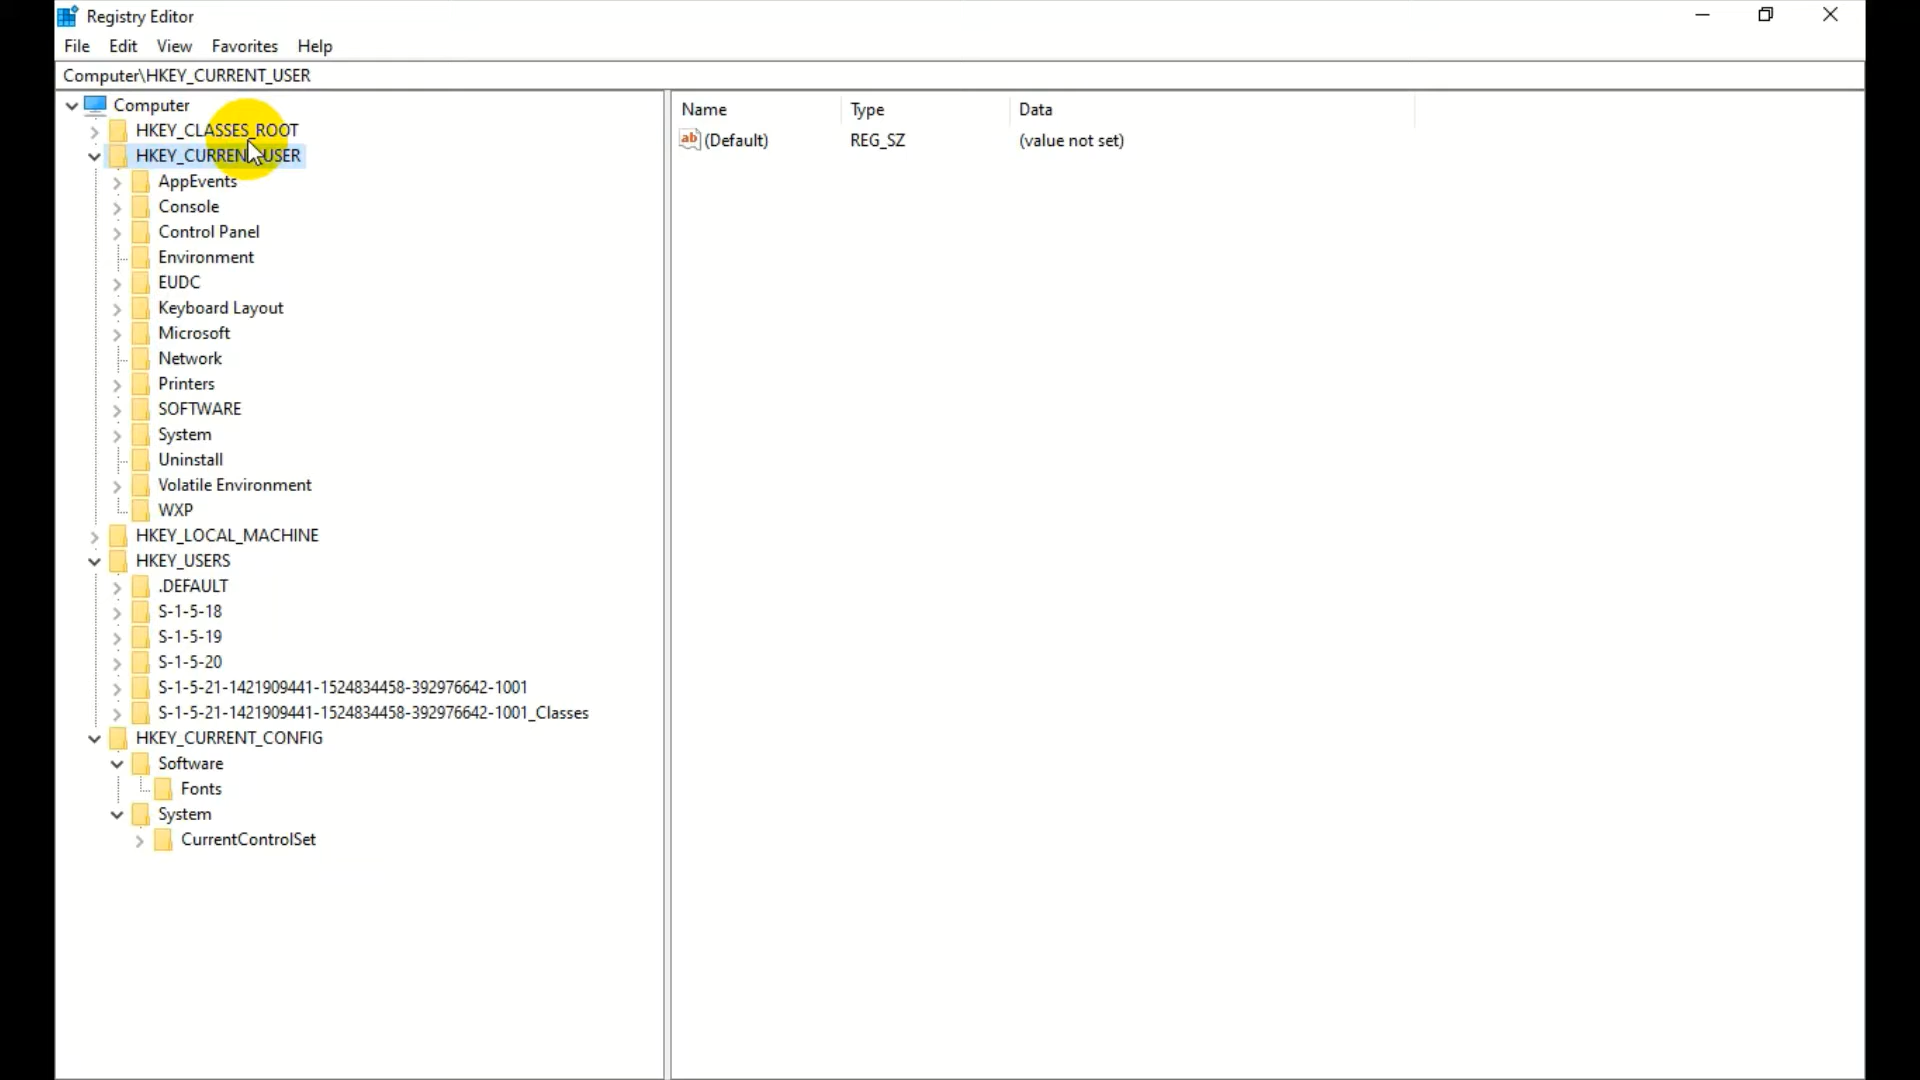 Registry Editor
File Edit View Favorites Help
Computer\HKEY_CURRENT_USER
Computer
HKEY_CLASSES_ROOT
HKEY_CURRENT_USER
AppEvents
Console
Control Panel
Environment
EUDC
Keyboard Layout
Microsoft
Network
Printers
SOFTWARE
System
Uninstall
Volatile Environment
WXP
HKEY_LOCAL_MACHINE
HKEY_USERS
.DEFAULT
S-1-5-18
S-1-5-19
S-1-5-20
S-1-5-21-1421909441-1524834458-392976642-1001
S-1-5-21-1421909441-1524834458-392976642-1001_Classes
HKEY_CURRENT_CONFIG
Software
Fonts
System
CurrentControlSet
Name Type Data
ab (Default) REG_SZ (value not set)